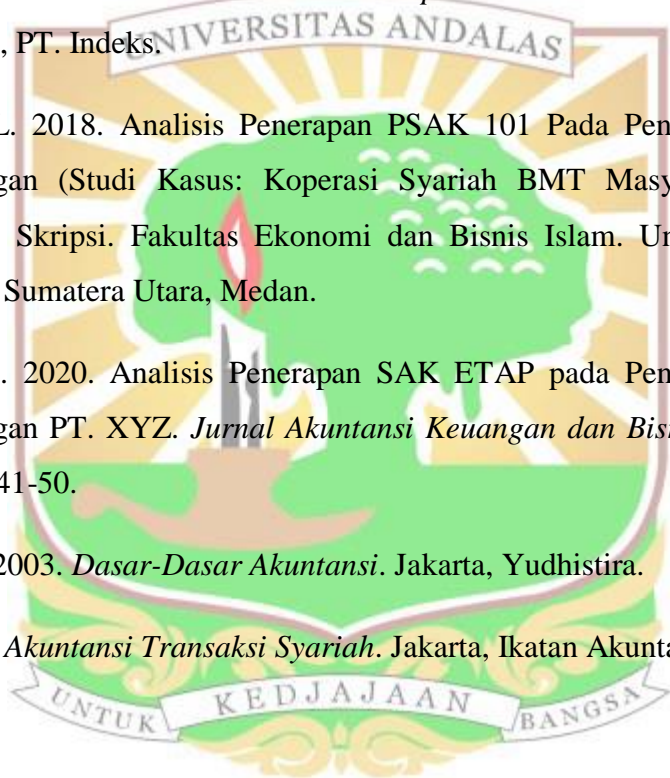 , PT. Indeks.
UNIVERSITAS ANDALAS
L. 2018. Analisis Penerapan PSAK 101 Pada Pen
gan (Studi Kasus: Koperasi Syariah BMT Masy
Skripsi. Fakultas Ekonomi dan Bisnis Islam. Un
Sumatera Utara, Medan.
. 2020. Analisis Penerapan SAK ETAP pada Pen
gan PT. XYZ. Jurnal Akuntansi Keuangan dan Bisn
41-50.
2003. Dasar-Dasar Akuntansi. Jakarta, Yudhistira.
Akuntansi Transaksi Syariah. Jakarta, Ikatan Akunta
UNTUK KEDJAJAAN BANGSA